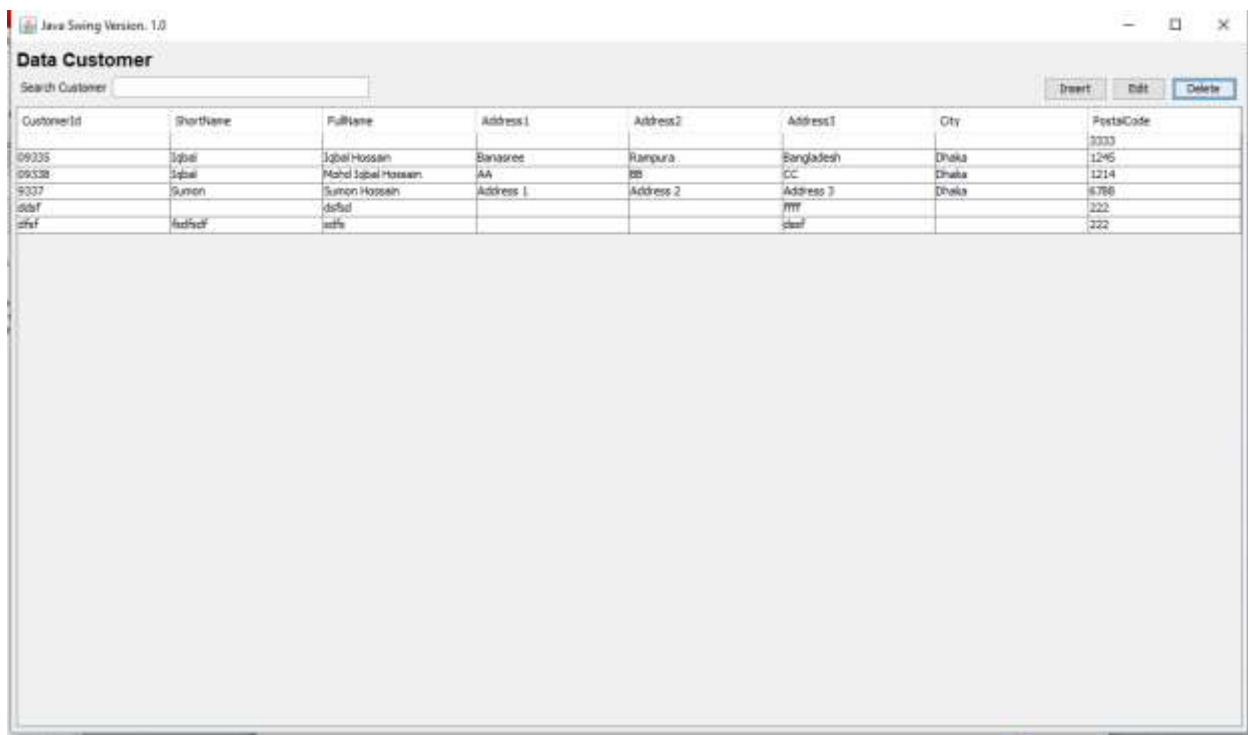 Java Swing Version. 1.0
Data Customer
Search Customer Insert Edit Delete
CustomerId ShortName FullName Address1 Address2 Address3 City PostalCode
3333
09335 Iqbal Iqbal Hossain Banasree Rampura Bangladesh Dhaka 1245
09338 Iqbal Mohd Iqbal Hossain AA BB CC Dhaka 1214
9337 Sumon Sumon Hossain Address 1 Address 2 Address 3 Dhaka 6788
dsfsd 222
222